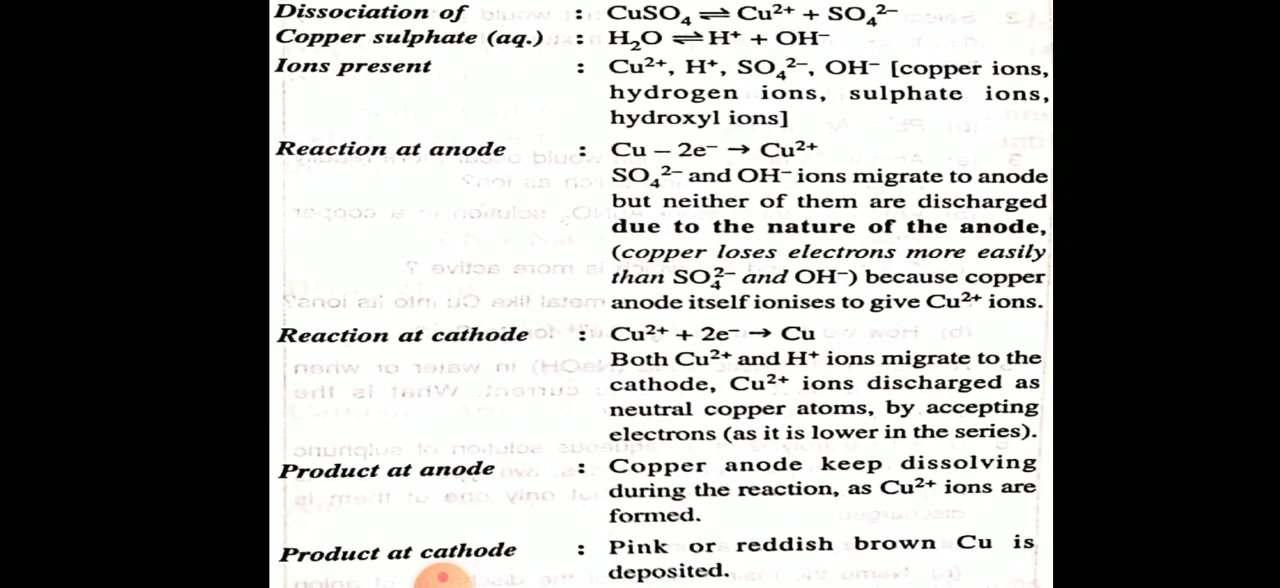 Dissociation of : CuSO₄ ⇌ Cu²⁺ + SO₄²⁻
Copper sulphate (aq.) : H₂O ⇌ H⁺ + OH⁻
Ions present : Cu²⁺, H⁺, SO₄²⁻, OH⁻ [copper ions,
hydrogen ions, sulphate ions,
hydroxyl ions]
Reaction at anode : Cu – 2e⁻ → Cu²⁺
SO₄²⁻ and OH⁻ ions migrate to anode
but neither of them are discharged
due to the nature of the anode,
(copper loses electrons more easily
than SO₄²⁻ and OH⁻) because copper
anode itself ionises to give Cu²⁺ ions.
Reaction at cathode : Cu²⁺ + 2e⁻ → Cu
Both Cu²⁺ and H⁺ ions migrate to the
cathode, Cu²⁺ ions discharged as
neutral copper atoms, by accepting
electrons (as it is lower in the series).
Product at anode : Copper anode keep dissolving
during the reaction, as Cu²⁺ ions are
formed.
Product at cathode : Pink or reddish brown Cu is
deposited.